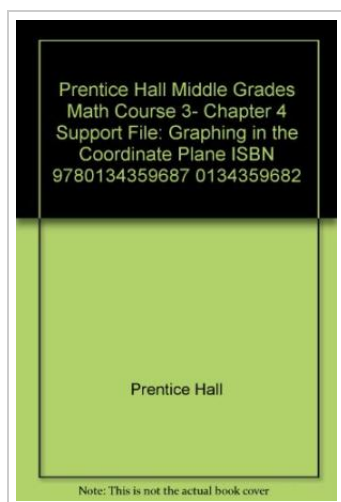 Prentice Hall Middle Grades
Math Course 3- Chapter 4
Support File: Graphing in the
Coordinate Plane ISBN
9780134359687 0134359682
Prentice Hall
Note: This is not the actual book cover